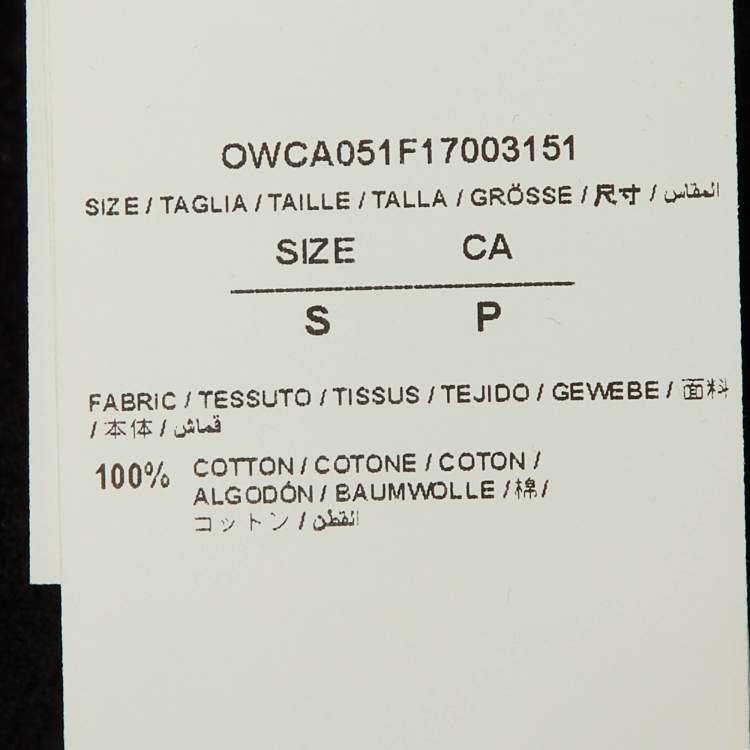 OWCA051F17003151
SIZE / TAGLIA / TAILLE / TALLA / GRÖSSE / 尺寸 / المقاس
SIZE CA
S P
FABRIC / TESSUTO / TISSUS / TEJIDO / GEWEBE / 面料
/ 本体 / قماش
100% COTTON / COTONE / COTON /
ALGODÓN / BAUMWOLLE / 棉 /
コットン / القطن